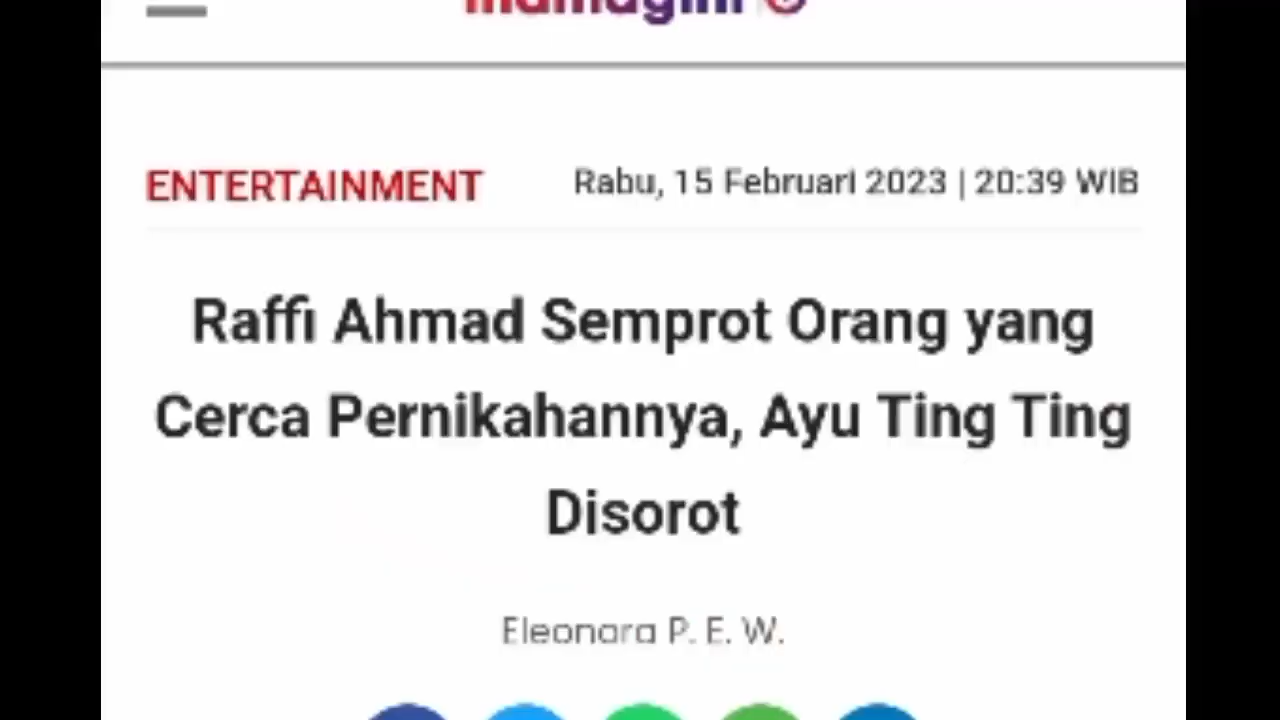 ENTERTAINMENT
Rabu, 15 Februari 2023 | 20:39 WIB
Raffi Ahmad Semprot Orang yang
Cerca Pernikahannya, Ayu Ting Ting
Disorot
Eleonara P. E. W.